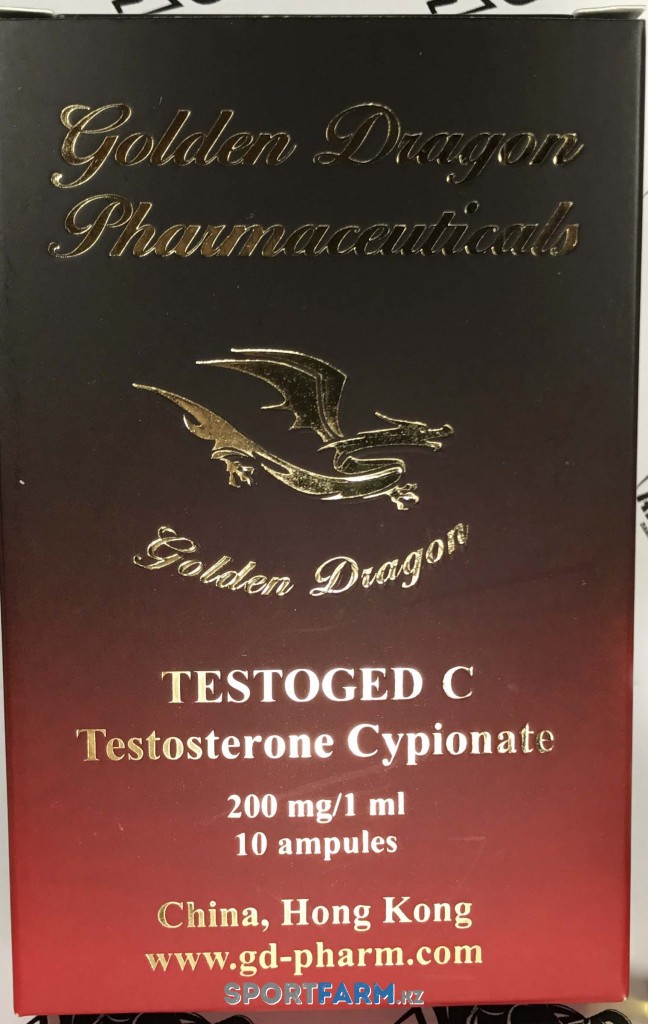 Golden Dragon
Pharmaceuticals
Golden Dragon
TESTOGED C
Testosterone Cypionate
200 mg/1 ml
10 ampules
China, Hong Kong
www.gd-pharm.com
SPORTFARM.KZ